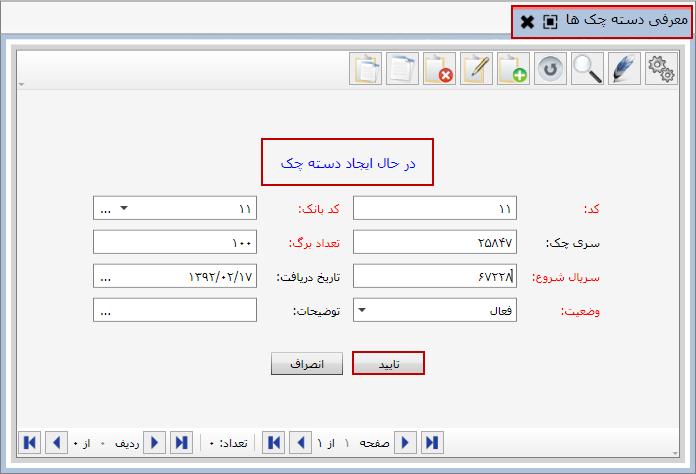 معرفی دسته چک ها
در حال ایجاد دسته چک
کد: ۱۱ کد بانک: ۱۱ ...
سری چک: ۲۵۸۴۷ تعداد برگ: ۱۰۰
سریال شروع: ۶۷۲۲۸ تاریخ دریافت: ۱۳۹۲/۰۲/۱۷ ...
وضعیت: فعال توضیحات: ...
تایید انصراف
صفحه ۱ از ۱ تعداد: ۰ ردیف ۰ از ۰